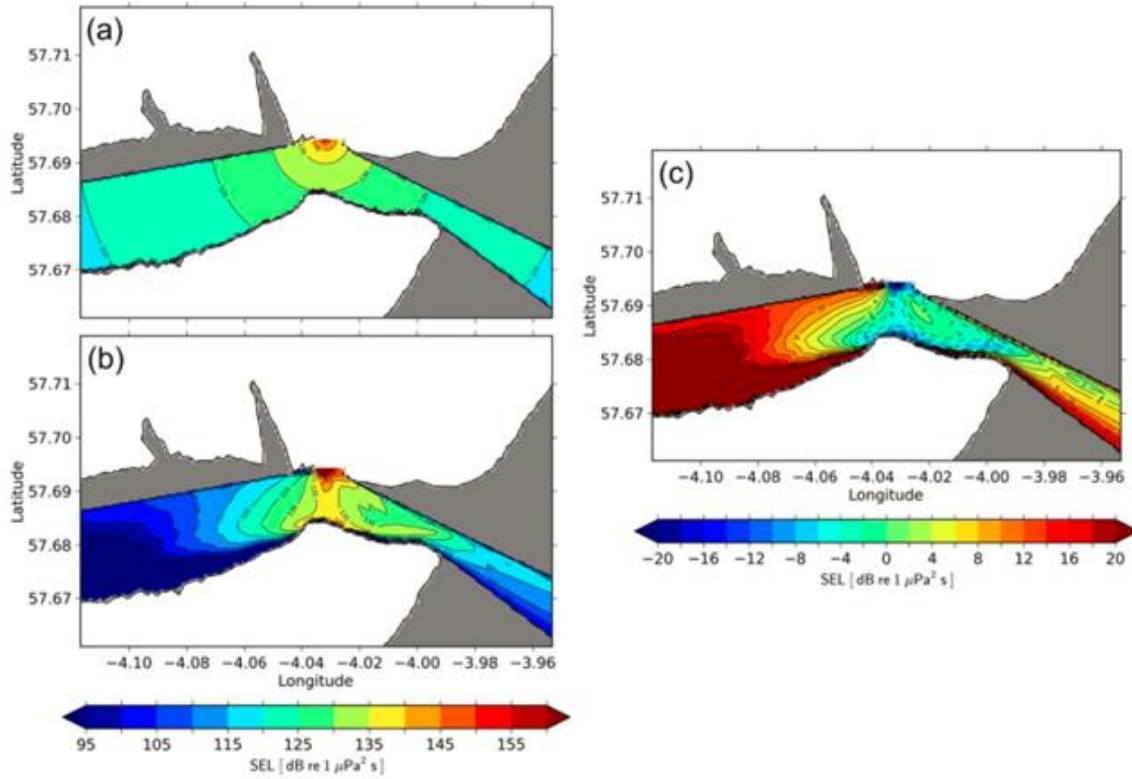 (a)
57.71
57.70
57.69
57.68
57.67
Latitude
(b)
57.71
57.70
57.69
57.68
57.67
Latitude
−4.10 −4.08 −4.06 −4.04 −4.02 −4.00 −3.98 −3.96
Longitude
95 105 115 125 135 145 155
SEL [ dB re 1 μPa² s ]
(c)
57.71
57.70
57.69
57.68
57.67
Latitude
−4.10 −4.08 −4.06 −4.04 −4.02 −4.00 −3.98 −3.96
Longitude
−20 −16 −12 −8 −4 0 4 8 12 16 20
SEL [ dB re 1 μPa² s ]